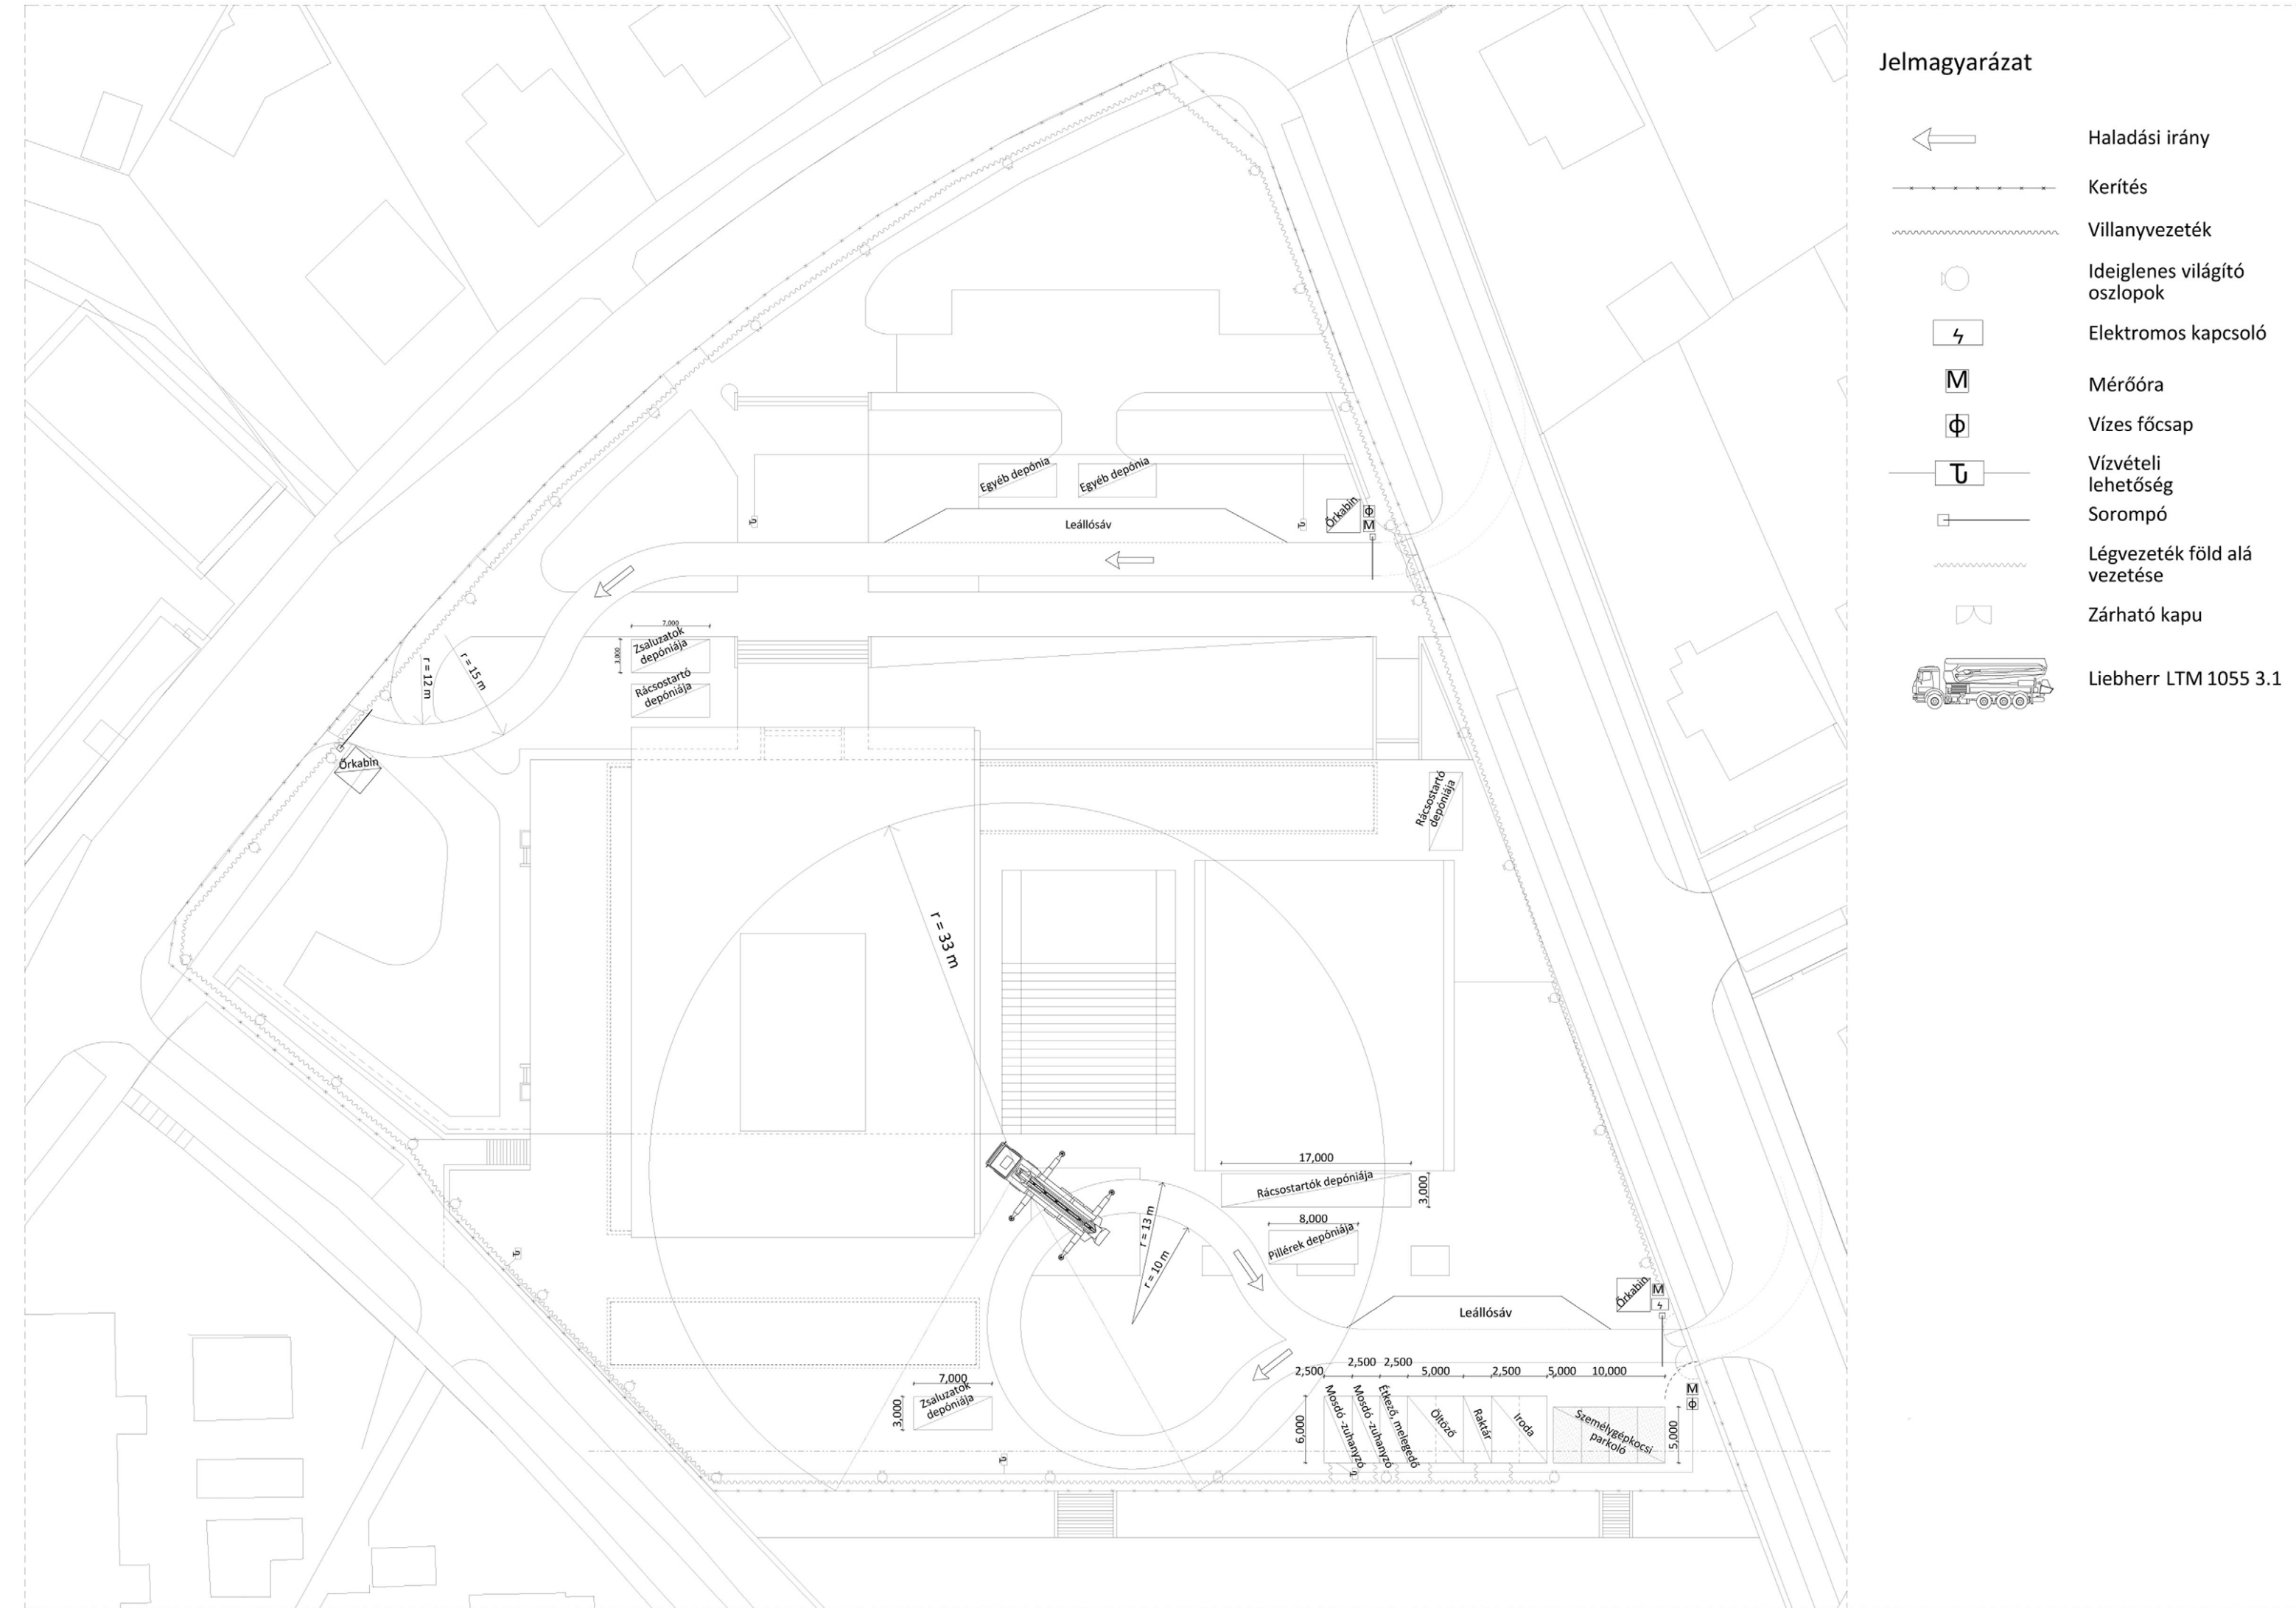 Jelmagyarázat
Haladási irány
Kerítés
Villanyvezeték
Ideiglenes világító
oszlopok
Elektromos kapcsoló
M
Mérőóra
ϕ
Vízes főcsap
Vízvételi
lehetőség
Sorompó
Légvezeték föld alá
vezetése
Zárható kapu
Liebherr LTM 1055 3.1
Egyéb depónia
Egyéb depónia
Leállósáv
Őrkabin
ϕ
M
7,000
3,000
Zsaluzatok
depóniája
Rácsostartó
depóniája
r = 12 m
r = 15 m
Őrkabin
Rácsostartó
depóniája
r = 33 m
17,000
Rácsostartók depóniája
3,000
8,000
Pillérek depóniája
r = 13 m
r = 10 m
Őrkabin
M
Leállósáv
2,500
2,500
2,500
5,000
2,500
5,000
10,000
7,000
3,000
Zsaluzatok
depóniája
6,000
Mosdó -zuhanyzó
Mosdó -zuhanyzó
Étkező, melegedő
Öltöző
Raktár
Iroda
Személygépkocsi
parkoló
5,000
M
ϕ